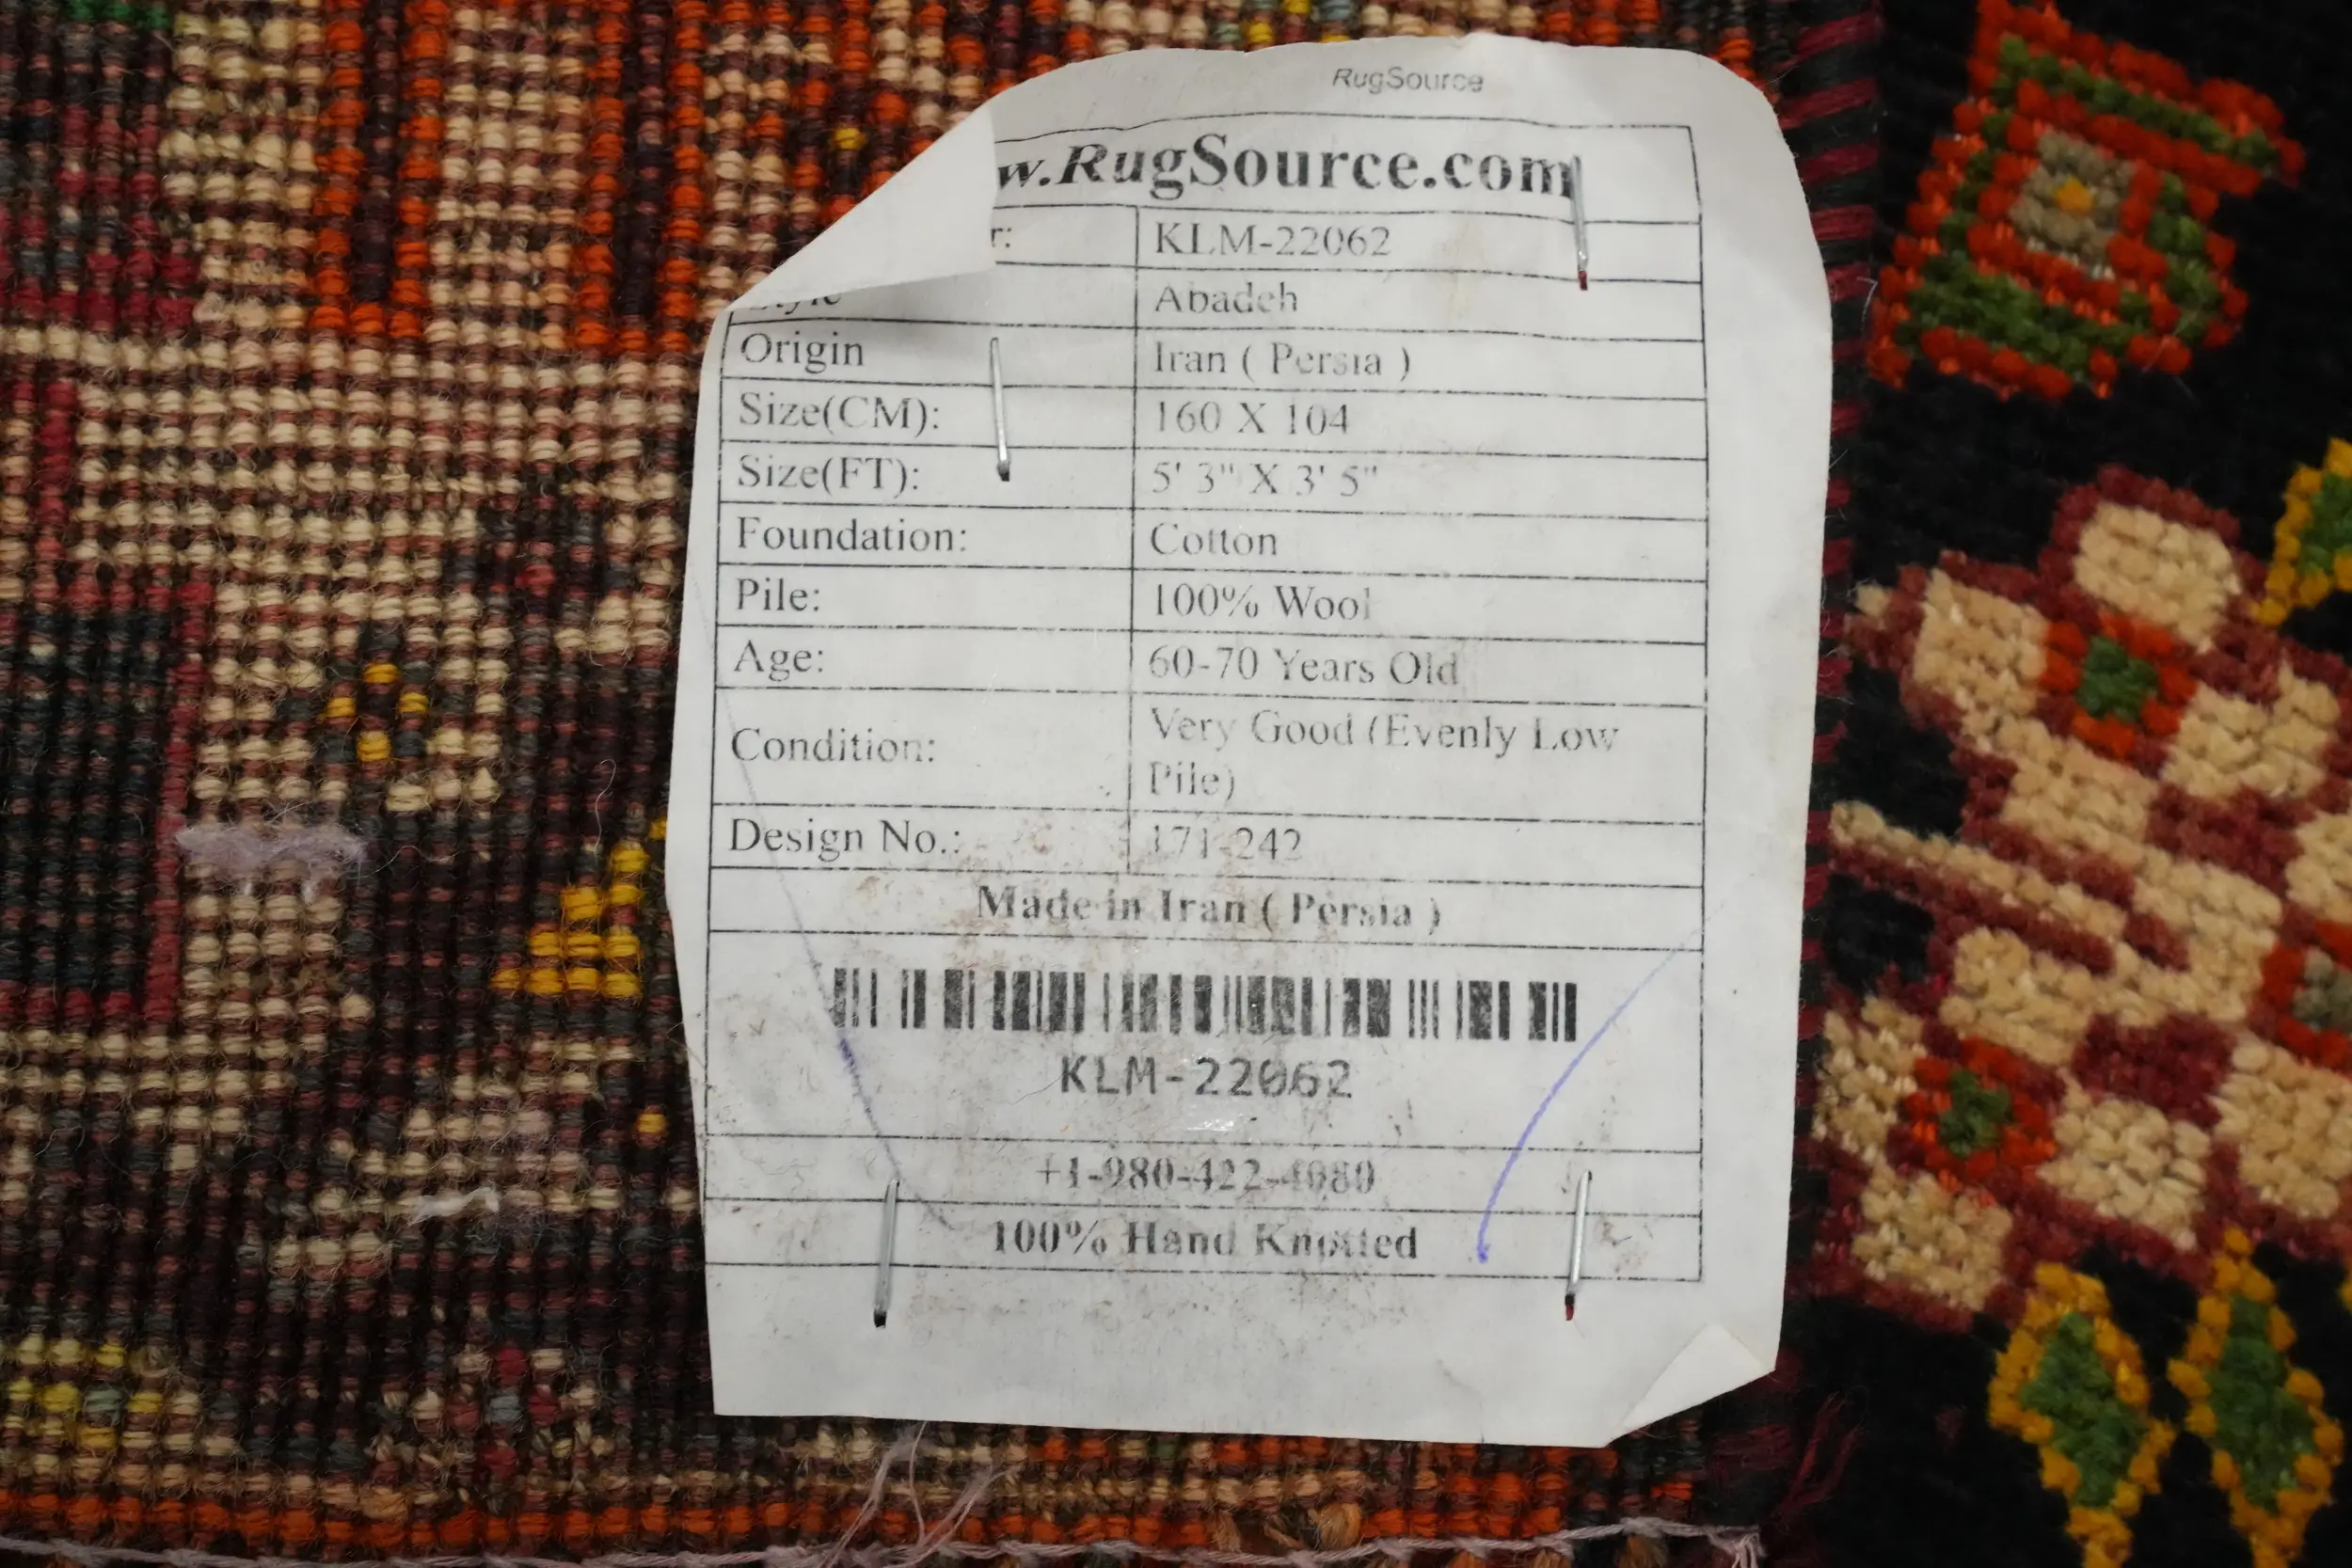 RugSource
w.RugSource.com
r: KLM-22062
Style Abadeh
Origin Iran ( Persia )
Size(CM): 160 X 104
Size(FT): 5' 3" X 3' 5"
Foundation: Cotton
Pile: 100% Wool
Age: 60-70 Years Old
Condition: Very Good (Evenly Low
Pile)
Design No.: 171-242
Made in Iran ( Persia )
KLM-22062
+1-980-422-4080
100% Hand Knotted